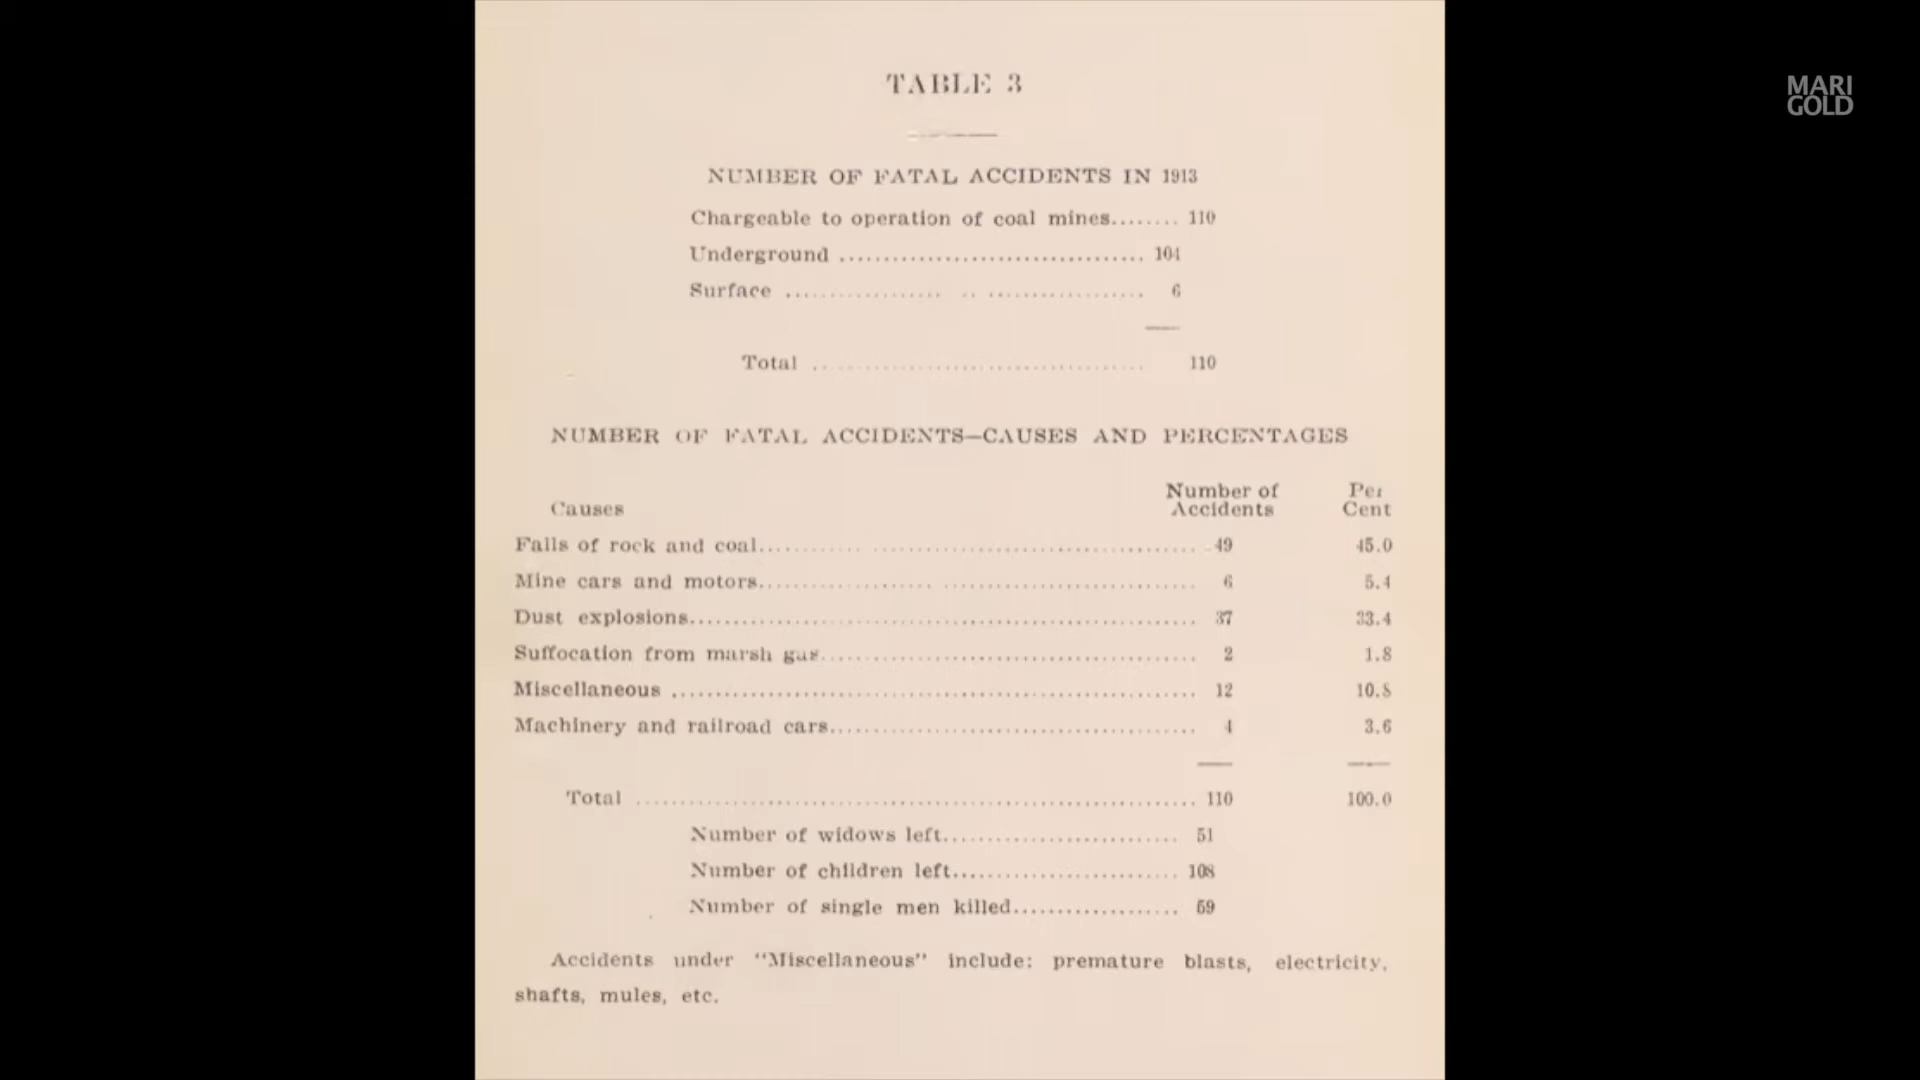 TABLE 3
NUMBER OF FATAL ACCIDENTS IN 1913
Chargeable to operation of coal mines........ 110
Underground .................................. 104
Surface .................. .. .................. 6
Total ..................................... 110
NUMBER OF FATAL ACCIDENTS—CAUSES AND PERCENTAGES
Causes Number of Accidents Per Cent
Falls of rock and coal................................................ 49 45.0
Mine cars and motors................................................ 6 5.4
Dust explosions........................................................ 37 33.4
Suffocation from marsh gas.......................................... 2 1.8
Miscellaneous .......................................................... 12 10.8
Machinery and railroad cars......................................... 4 3.6
Total .............................................................. 110 100.0
Number of widows left.......................... 51
Number of children left......................... 108
Number of single men killed................... 59
Accidents under "Miscellaneous" include: premature blasts, electricity,
shafts, mules, etc.
MARI
GOLD